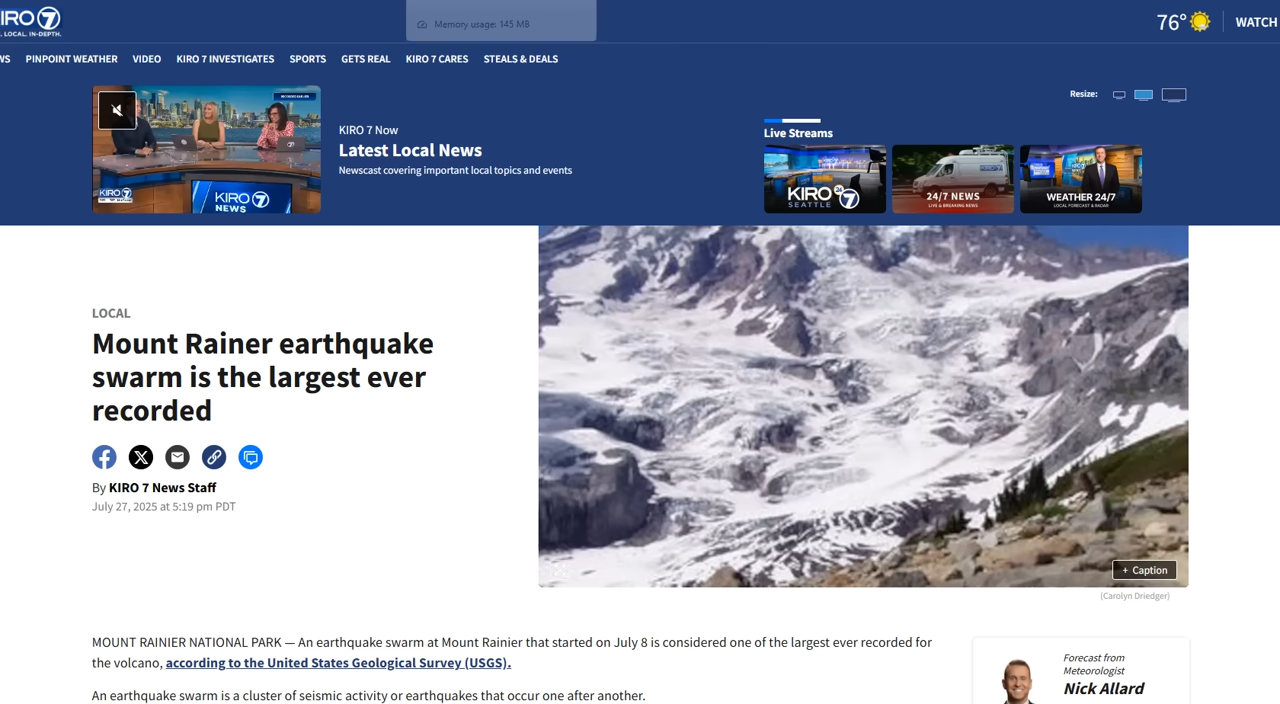 IRO 7
. LOCAL. IN-DEPTH.
Memory usage: 145 MB
76°
WATCH
WS PINPOINT WEATHER VIDEO KIRO 7 INVESTIGATES SPORTS GETS REAL KIRO 7 CARES STEALS & DEALS
Resize:
KIRO 7 Now
Latest Local News
Newscast covering important local topics and events
KIRO 7
KIRO 7
NEWS
Live Streams
KIRO 24/7
SEATTLE
24/7 NEWS
LIVE & BREAKING NEWS
WEATHER 24/7
LOCAL FORECAST & RADAR
LOCAL
Mount Rainer earthquake
swarm is the largest ever
recorded
By KIRO 7 News Staff
July 27, 2025 at 5:19 pm PDT
+ Caption
(Carolyn Driedger)
MOUNT RAINIER NATIONAL PARK — An earthquake swarm at Mount Rainier that started on July 8 is considered one of the largest ever recorded for
the volcano, according to the United States Geological Survey (USGS).
An earthquake swarm is a cluster of seismic activity or earthquakes that occur one after another.
Forecast from
Meteorologist
Nick Allard